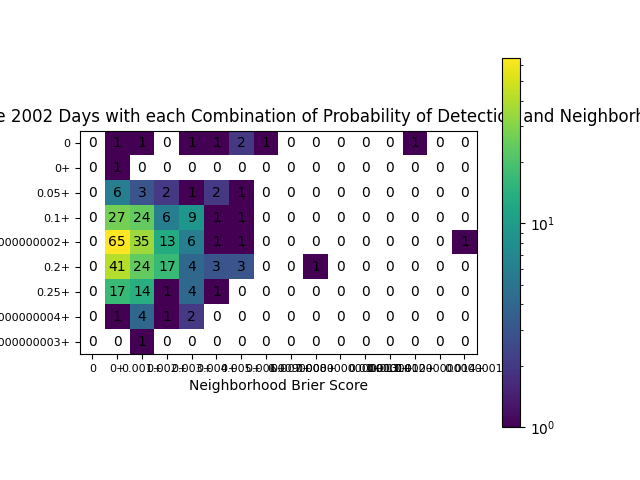 e 2002 Days with each Combination of Probability of Detection and Neighborh
0 0 1 1 0 1 1 2 1 0 0 0 0 0 1 0 0
0+ 0 1 0 0 0 0 0 0 0 0 0 0 0 0 0 0
0.05+ 0 6 3 2 1 2 1 0 0 0 0 0 0 0 0 0
0.1+ 0 27 24 6 9 1 1 0 0 0 0 0 0 0 0 0
000000002+ 0 65 35 13 6 1 1 0 0 0 0 0 0 0 0 1
0.2+ 0 41 24 17 4 3 3 0 0 1 0 0 0 0 0 0
0.25+ 0 17 14 1 4 1 0 0 0 0 0 0 0 0 0 0
000000004+ 0 1 4 1 2 0 0 0 0 0 0 0 0 0 0 0
000000003+ 0 0 1 0 0 0 0 0 0 0 0 0 0 0 0 0
0 0+ 0.001+ 0.002+ 0.003+ 0.004+
Neighborhood Brier Score
10¹
10⁰